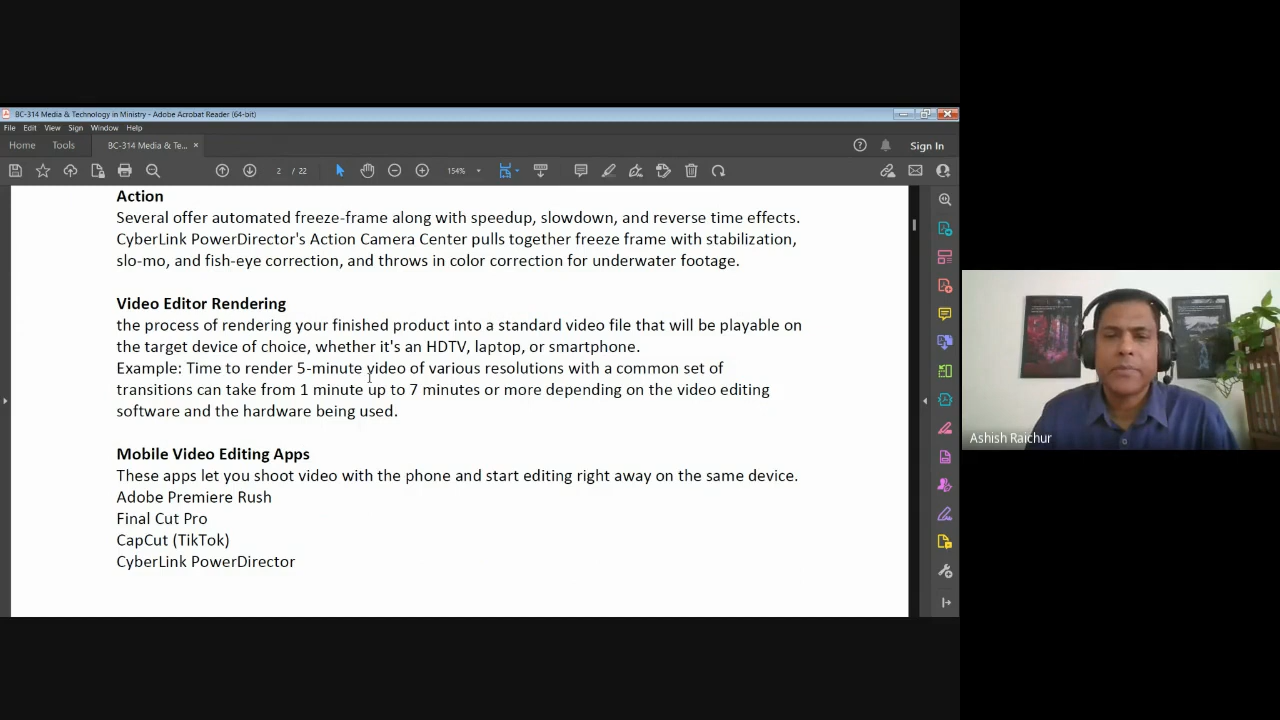 BC-314 Media & Technology in Ministry - Adobe Acrobat Reader (64-bit)
File Edit View Sign Window Help
Home Tools BC-314 Media & Te... × Sign In
2 / 22 154%
Action
Several offer automated freeze-frame along with speedup, slowdown, and reverse time effects.
CyberLink PowerDirector's Action Camera Center pulls together freeze frame with stabilization,
slo-mo, and fish-eye correction, and throws in color correction for underwater footage.
Video Editor Rendering
the process of rendering your finished product into a standard video file that will be playable on
the target device of choice, whether it's an HDTV, laptop, or smartphone.
Example: Time to render 5-minute video of various resolutions with a common set of
transitions can take from 1 minute up to 7 minutes or more depending on the video editing
software and the hardware being used.
Mobile Video Editing Apps
These apps let you shoot video with the phone and start editing right away on the same device.
Adobe Premiere Rush
Final Cut Pro
CapCut (TikTok)
CyberLink PowerDirector
Ashish Raichur